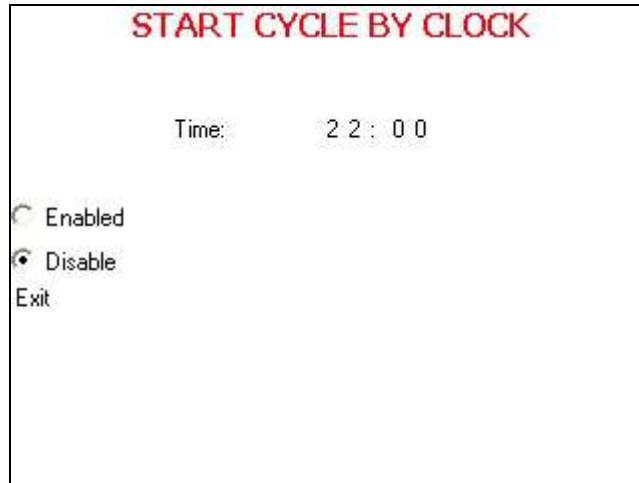 START CYCLE BY CLOCK
Time: 22:00
Enabled
Disable
Exit